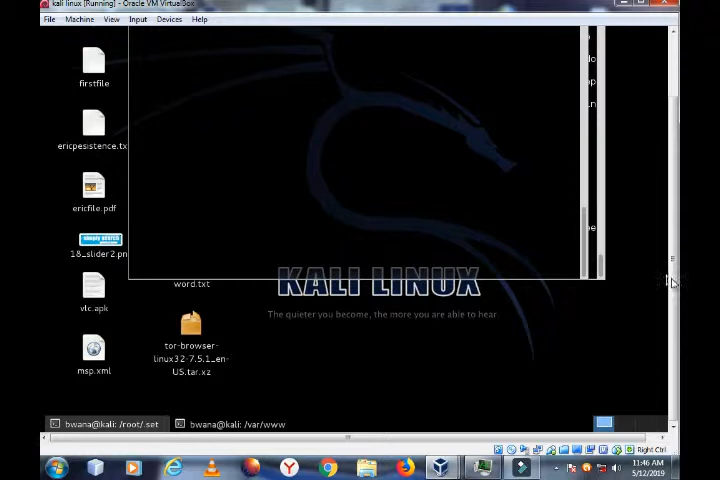 kali linux [Running] - Oracle VM VirtualBox
File Machine View Input Devices Help
firstfile
ericpesistence.tx
ericfile.pdf
18_slider2.pn
vlc.apk
word.txt
msp.xml
tor-browser-
linux32-7.5.1_en-
US.tar.xz
KALI LINUX
The quieter you become, the more you are able to hear
bwana@kali: /root/.set
bwana@kali: /var/www
Right Ctrl
11:46 AM
5/12/2019